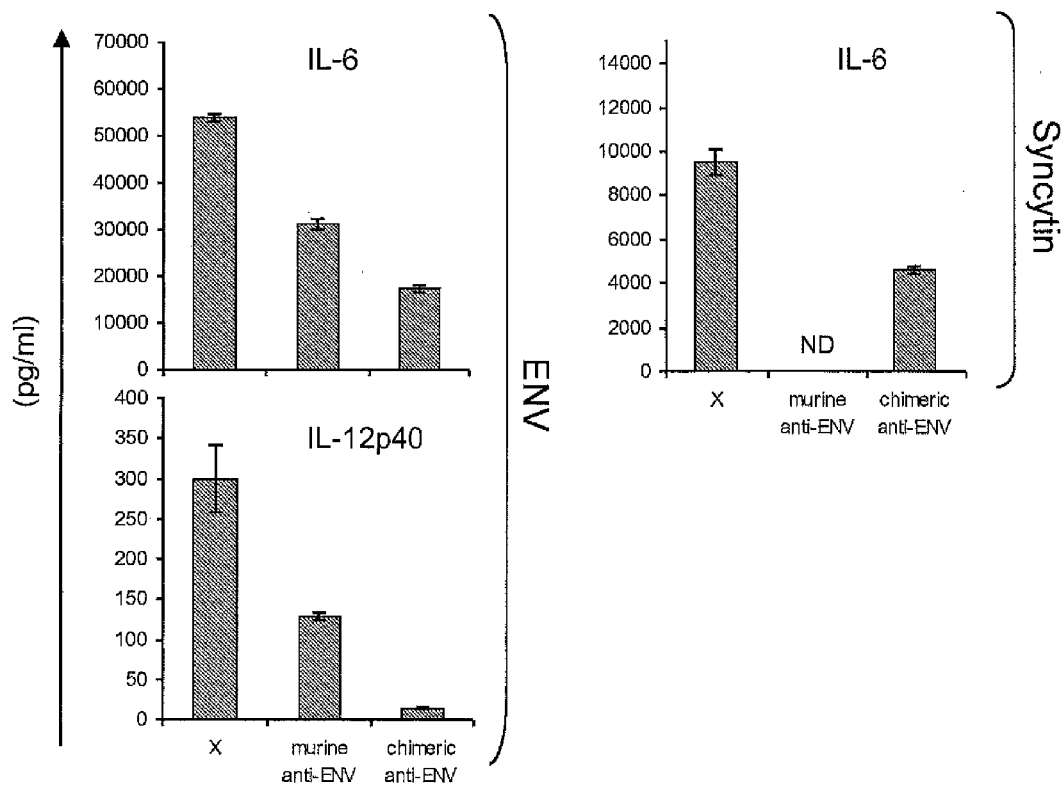 (pg/ml)
IL-6
70000
60000
50000
40000
30000
20000
10000
0
IL-12p40
400
350
300
250
200
150
100
50
0
X
murine
anti-ENV
chimeric
anti-ENV
ENV
IL-6
14000
12000
10000
8000
6000
4000
2000
0
ND
X
murine
anti-ENV
chimeric
anti-ENV
Syncytin